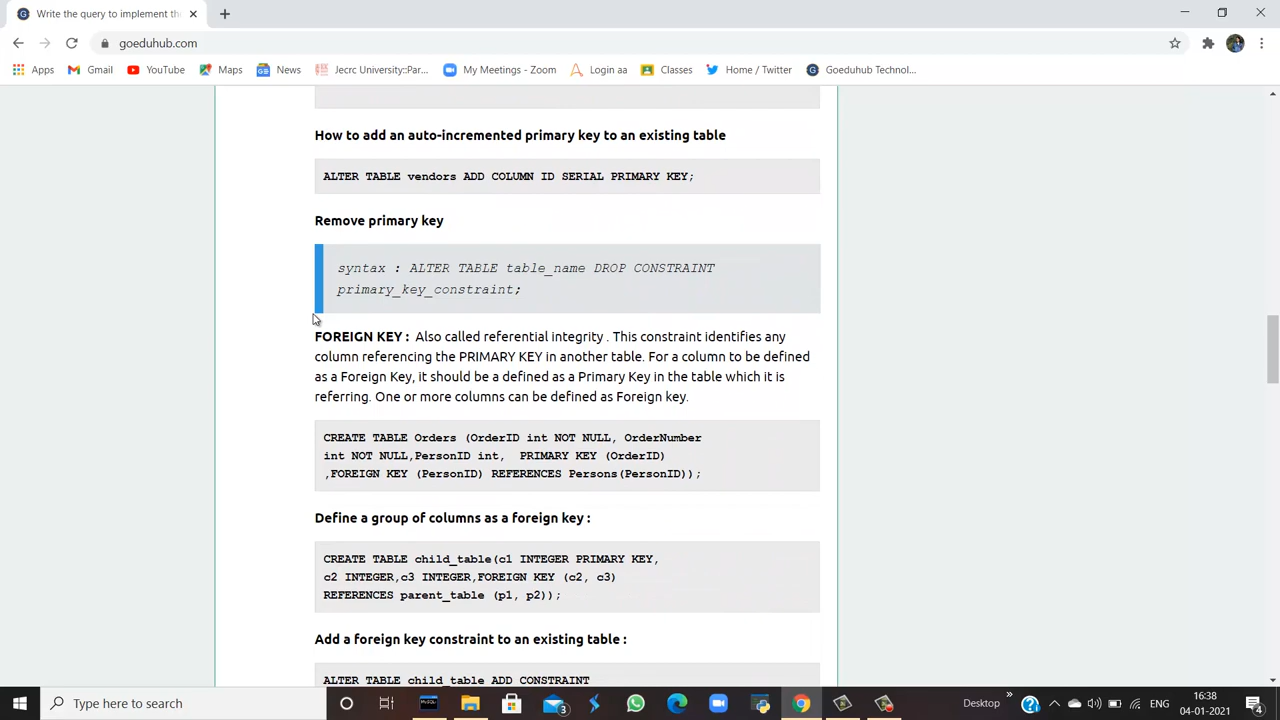 Write the query to implement th
goeduhub.com
Apps
Gmail
YouTube
Maps
News
Jecrc University::Par...
My Meetings - Zoom
Login aa
Classes
Home / Twitter
Goeduhub Technol...
How to add an auto-incremented primary key to an existing table
ALTER TABLE vendors ADD COLUMN ID SERIAL PRIMARY KEY;
Remove primary key
syntax : ALTER TABLE table_name DROP CONSTRAINT
primary_key_constraint;
FOREIGN KEY : Also called referential integrity . This constraint identifies any
column referencing the PRIMARY KEY in another table. For a column to be defined
as a Foreign Key, it should be a defined as a Primary Key in the table which it is
referring. One or more columns can be defined as Foreign key.
CREATE TABLE Orders (OrderID int NOT NULL, OrderNumber
int NOT NULL,PersonID int, PRIMARY KEY (OrderID)
,FOREIGN KEY (PersonID) REFERENCES Persons(PersonID));
Define a group of columns as a foreign key :
CREATE TABLE child_table(c1 INTEGER PRIMARY KEY,
c2 INTEGER,c3 INTEGER,FOREIGN KEY (c2, c3)
REFERENCES parent_table (p1, p2));
Add a foreign key constraint to an existing table :
ALTER TABLE child_table ADD CONSTRAINT
Type here to search
3
Desktop
»
ENG
16:38
04-01-2021
4